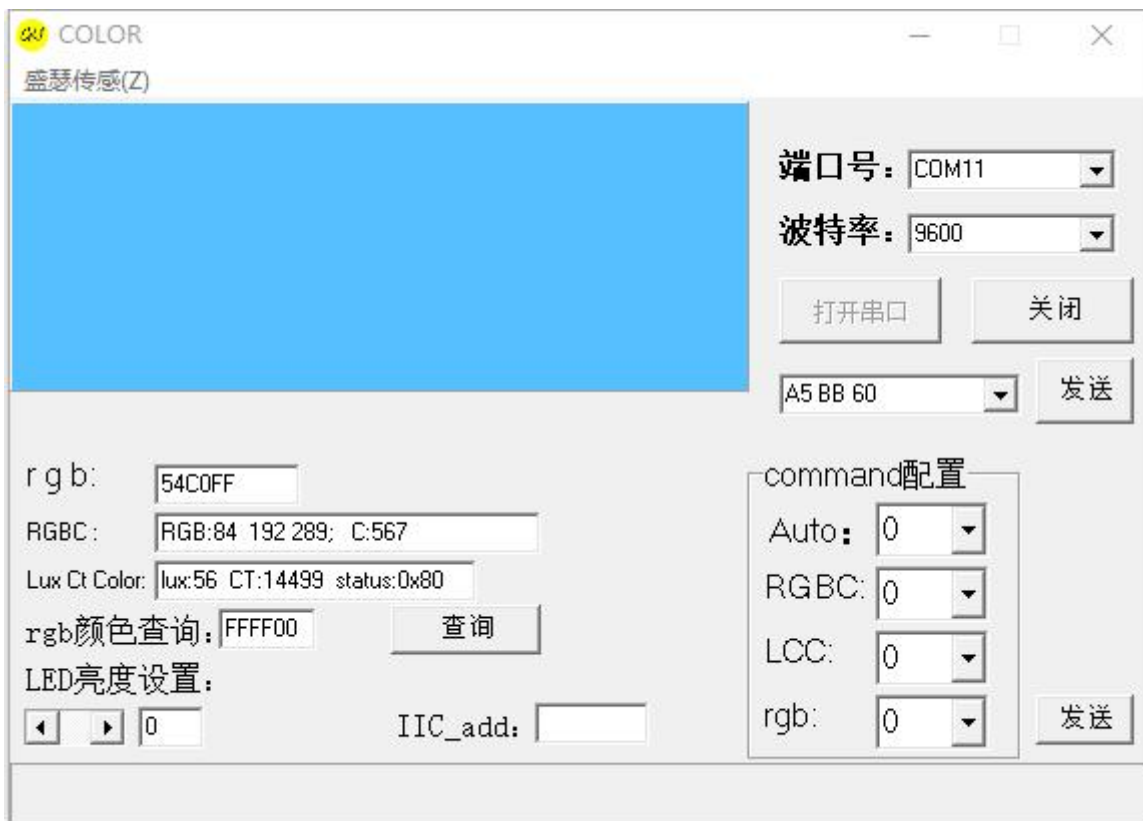 COLOR
盛瑟传感(Z)
端口号：COM11
波特率：9600
打开串口 关闭
A5 BB 60 发送
rgb: 54C0FF
RGBC: RGB:84 192 289; C:567
Lux Ct Color: lux:56 CT:14499 status:0x80
rgb颜色查询：FFFF00 查询
LED亮度设置：
0 IIC_add：
command配置
Auto：0
RGBC: 0
LCC: 0
rgb: 0 发送